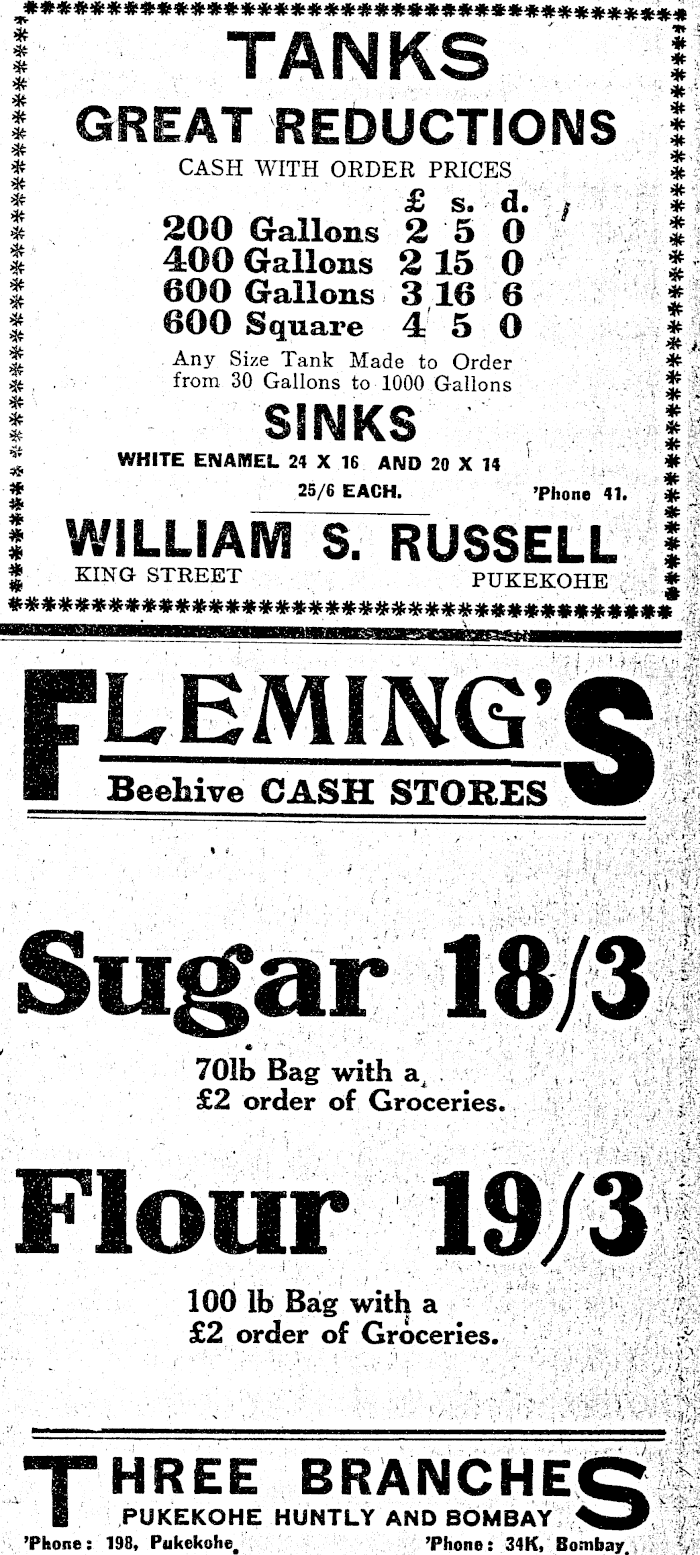 TANKS
GREAT REDUCTIONS
CASH WITH ORDER PRICES
£ s. d.
200 Gallons 2 5 0
400 Gallons 2 15 0
600 Gallons 3 16 6
600 Square 4 5 0
Any Size Tank Made to Order
from 30 Gallons to 1000 Gallons
SINKS
WHITE ENAMEL 24 X 16 AND 20 X 14
25/6 EACH. 'Phone 41.
WILLIAM S. RUSSELL
KING STREET PUKEKOHE
FLEMING'S
Beehive CASH STORES
Sugar 18/3
70lb Bag with a
£2 order of Groceries.
Flour 19/3
100 lb Bag with a
£2 order of Groceries.
THREE BRANCHES
PUKEKOHE HUNTLY AND BOMBAY
'Phone: 198, Pukekohe. 'Phone: 34K, Bombay.